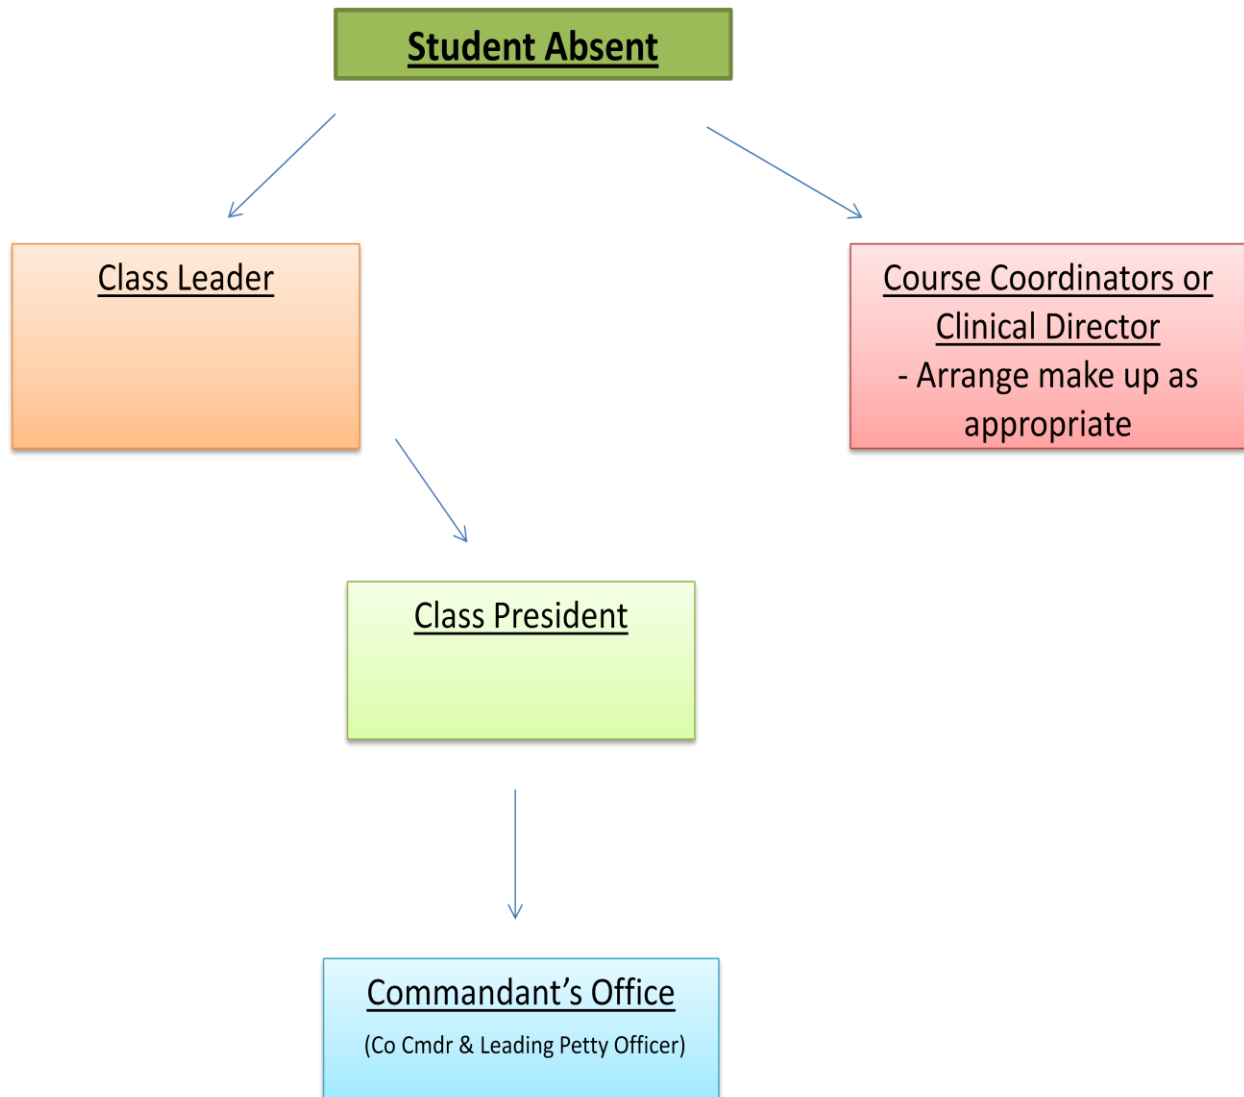 Student Absent
Class Leader
Course Coordinators or
Clinical Director
- Arrange make up as
appropriate
Class President
Commandant’s Office
(Co Cmdr & Leading Petty Officer)